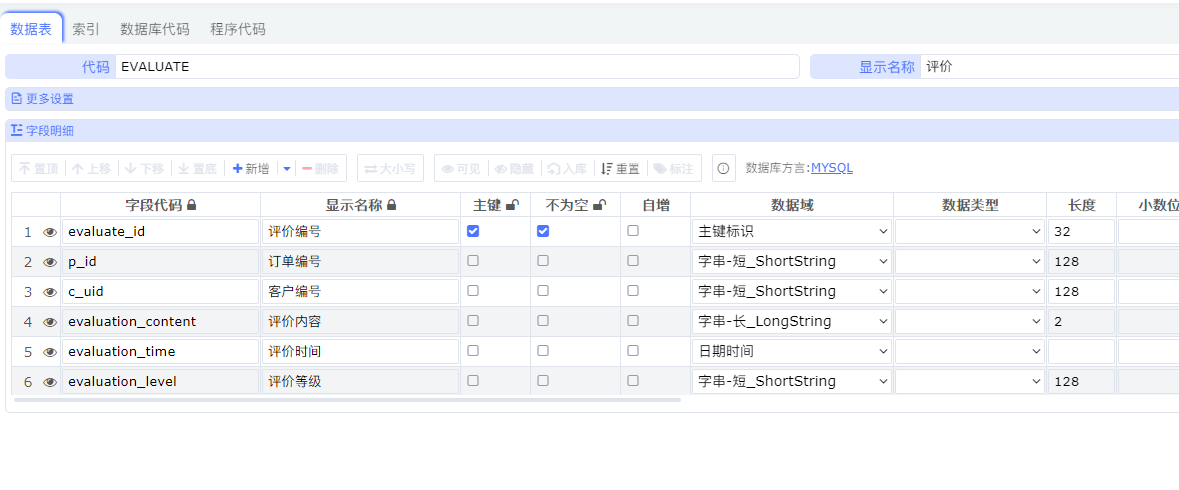 数据表 索引 数据库代码 程序代码
代码 EVALUATE 显示名称 评价
更多设置
字段明细
置顶 上移 下移 置底 新增 删除 大小写 可见 隐藏 入库 重置 标注 数据库方言:MYSQL
字段代码 显示名称 主键 不为空 自增 数据域 数据类型 长度 小数位
1 evaluate_id 评价编号 主键标识 32
2 p_id 订单编号 字串-短_ShortString 128
3 c_uid 客户编号 字串-短_ShortString 128
4 evaluation_content 评价内容 字串-长_LongString 2
5 evaluation_time 评价时间 日期时间
6 evaluation_level 评价等级 字串-短_ShortString 128